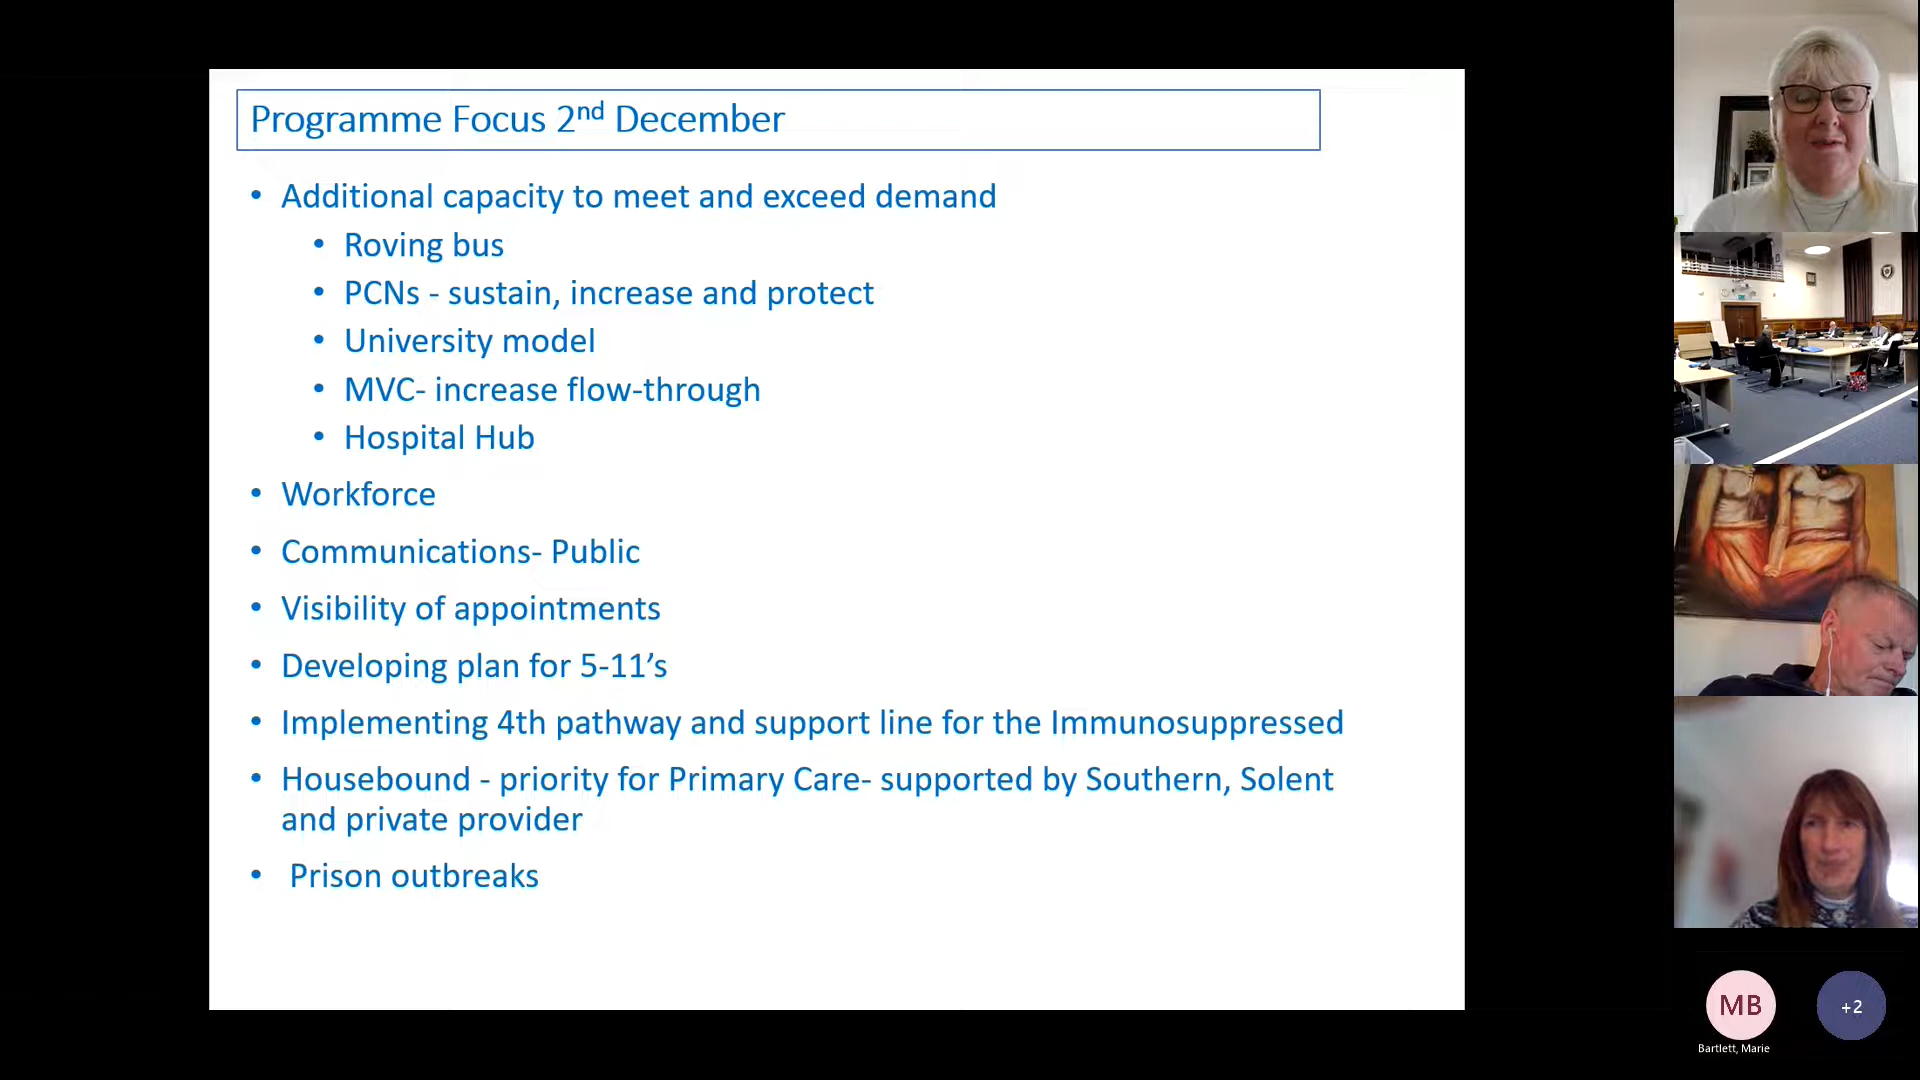 Programme Focus 2nd December
• Additional capacity to meet and exceed demand
• Roving bus
• PCNs - sustain, increase and protect
• University model
• MVC- increase flow-through
• Hospital Hub
• Workforce
• Communications- Public
• Visibility of appointments
• Developing plan for 5-11’s
• Implementing 4th pathway and support line for the Immunosuppressed
• Housebound - priority for Primary Care- supported by Southern, Solent
and private provider
• Prison outbreaks
MB
+2
Bartlett, Marie